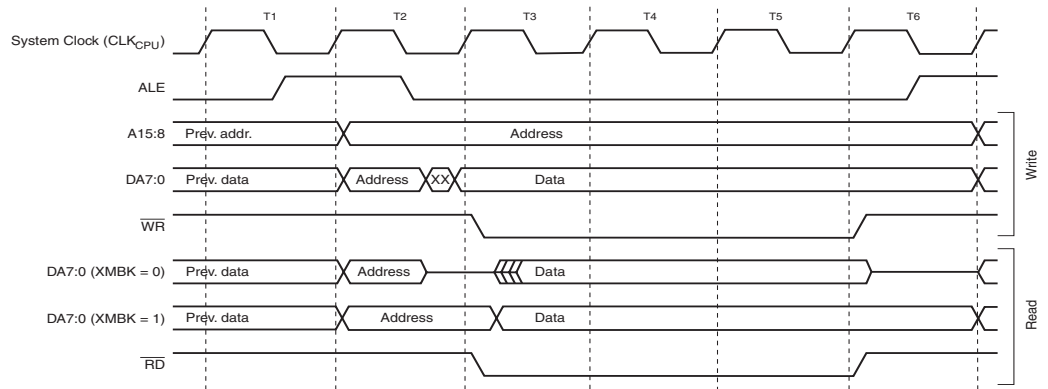 T1 T2 T3 T4 T5 T6
System Clock (CLKCPU)
ALE
A15:8 Prev. addr. Address
DA7:0 Prev. data Address XX Data
WR
Write
DA7:0 (XMBK = 0) Prev. data Address Data
DA7:0 (XMBK = 1) Prev. data Address Data
RD
Read